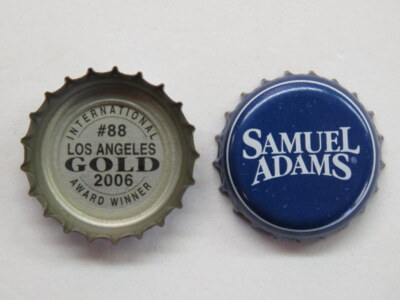 INTERNATIONAL
#88
LOS ANGELES
GOLD
2006
AWARD WINNER
SAMUEL
ADAMS®